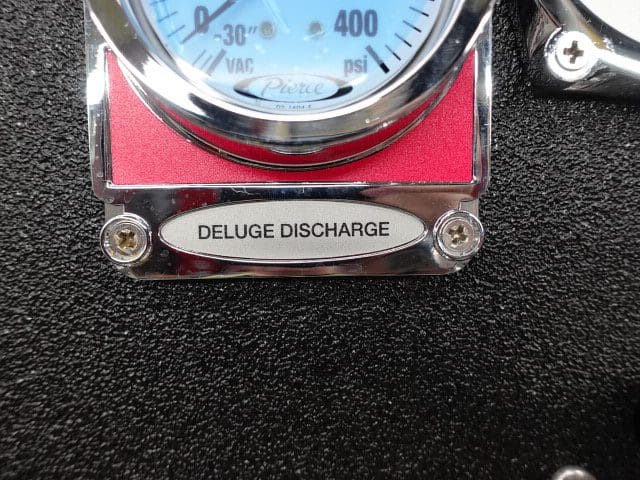 0 -30" 400
VAC psi
Pierce
DELUGE DISCHARGE